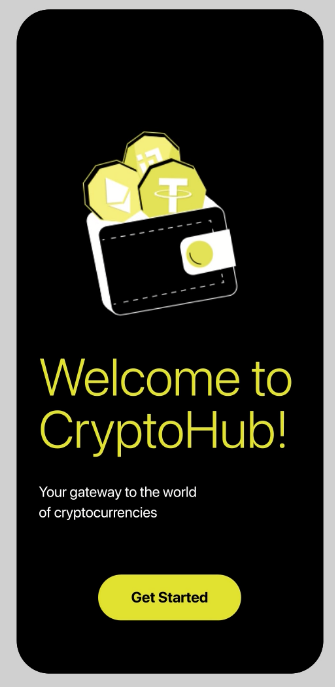 Welcome to
CryptoHub!
Your gateway to the world
of cryptocurrencies
Get Started